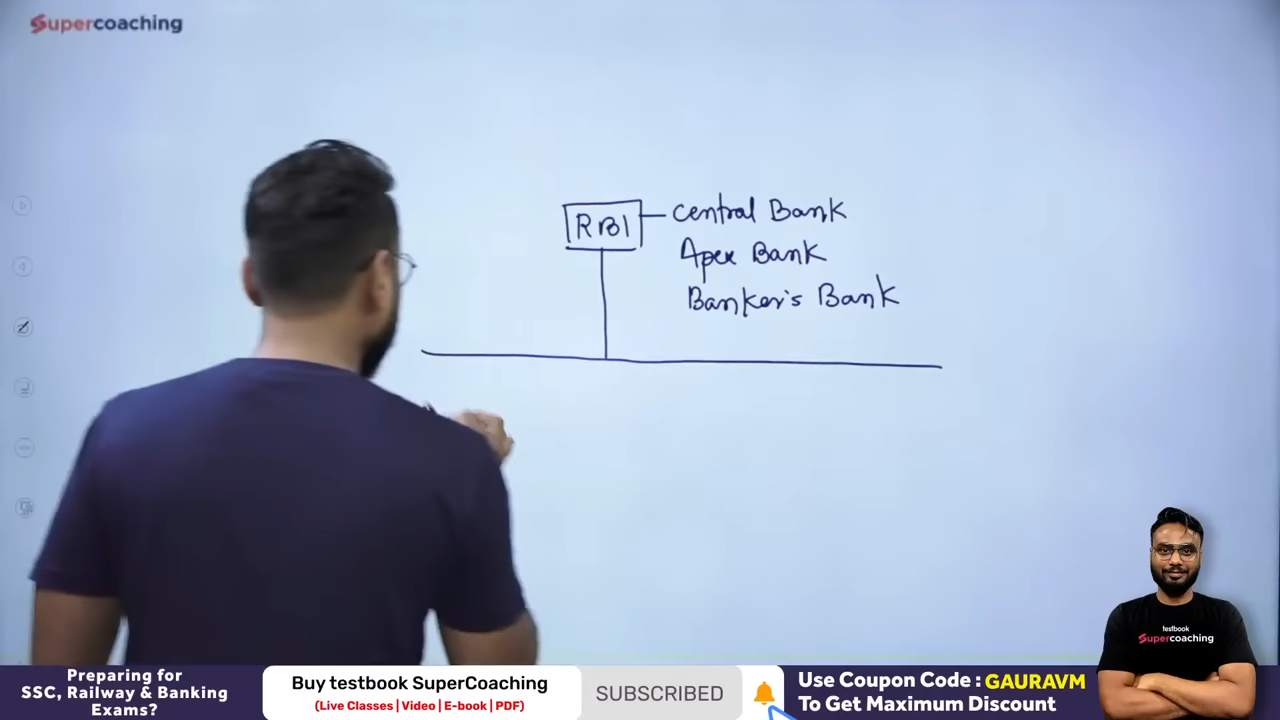 Supercoaching
RBI
Central Bank
Apex Bank
Banker's Bank
testbook
Supercoaching
Preparing for
SSC, Railway & Banking
Exams?
Buy testbook SuperCoaching
(Live Classes | Video | E-book | PDF)
SUBSCRIBED
Use Coupon Code : GAURAVM
To Get Maximum Discount